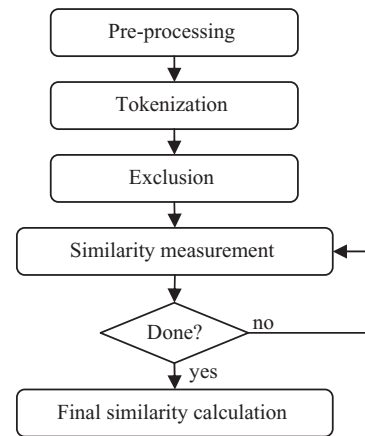 Pre-processing
Tokenization
Exclusion
Similarity measurement
Done?
no
yes
Final similarity calculation